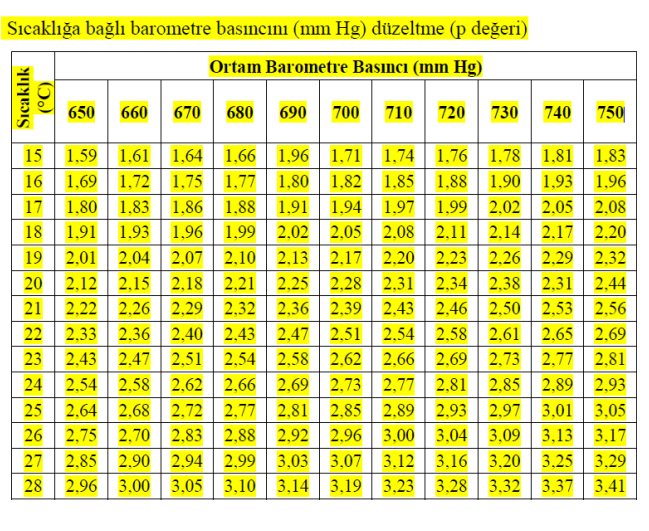 Sıcaklığa bağlı barometre basıncını (mm Hg) düzeltme (p değeri)
Sıcaklık (°C)
Ortam Barometre Basıncı (mm Hg)
650 660 670 680 690 700 710 720 730 740 750
15 1,59 1,61 1,64 1,66 1,96 1,71 1,74 1,76 1,78 1,81 1,83
16 1,69 1,72 1,75 1,77 1,80 1,82 1,85 1,88 1,90 1,93 1,96
17 1,80 1,83 1,86 1,88 1,91 1,94 1,97 1,99 2,02 2,05 2,08
18 1,91 1,93 1,96 1,99 2,02 2,05 2,08 2,11 2,14 2,17 2,20
19 2,01 2,04 2,07 2,10 2,13 2,17 2,20 2,23 2,26 2,29 2,32
20 2,12 2,15 2,18 2,21 2,25 2,28 2,31 2,34 2,38 2,31 2,44
21 2,22 2,26 2,29 2,32 2,36 2,39 2,43 2,46 2,50 2,53 2,56
22 2,33 2,36 2,40 2,43 2,47 2,51 2,54 2,58 2,61 2,65 2,69
23 2,43 2,47 2,51 2,54 2,58 2,62 2,66 2,69 2,73 2,77 2,81
24 2,54 2,58 2,62 2,66 2,69 2,73 2,77 2,81 2,85 2,89 2,93
25 2,64 2,68 2,72 2,77 2,81 2,85 2,89 2,93 2,97 3,01 3,05
26 2,75 2,70 2,83 2,88 2,92 2,96 3,00 3,04 3,09 3,13 3,17
27 2,85 2,90 2,94 2,99 3,03 3,07 3,12 3,16 3,20 3,25 3,29
28 2,96 3,00 3,05 3,10 3,14 3,19 3,23 3,28 3,32 3,37 3,41